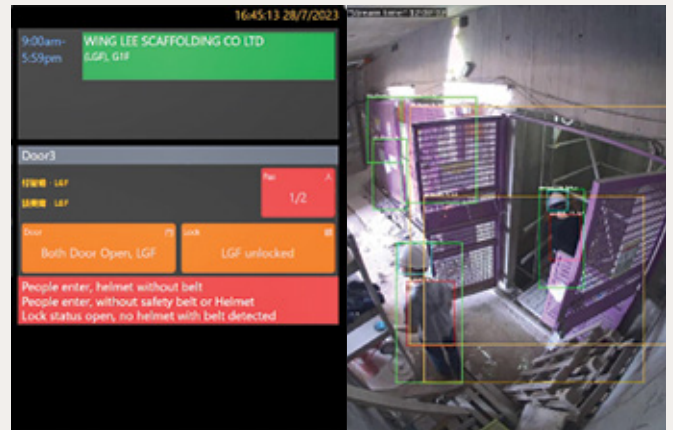 16:45:13 28/7/2023
9:00am-
5:59pm
WING LEE SCAFFOLDING CO LTD
(LGF), G1F
Door3
LGF
LGF
Pax
1/2
Door
Both Door Open, LGF
Lock
LGF unlocked
People enter, helmet without belt
People enter, without safety belt or Helmet
Lock status open, no helmet with belt detected